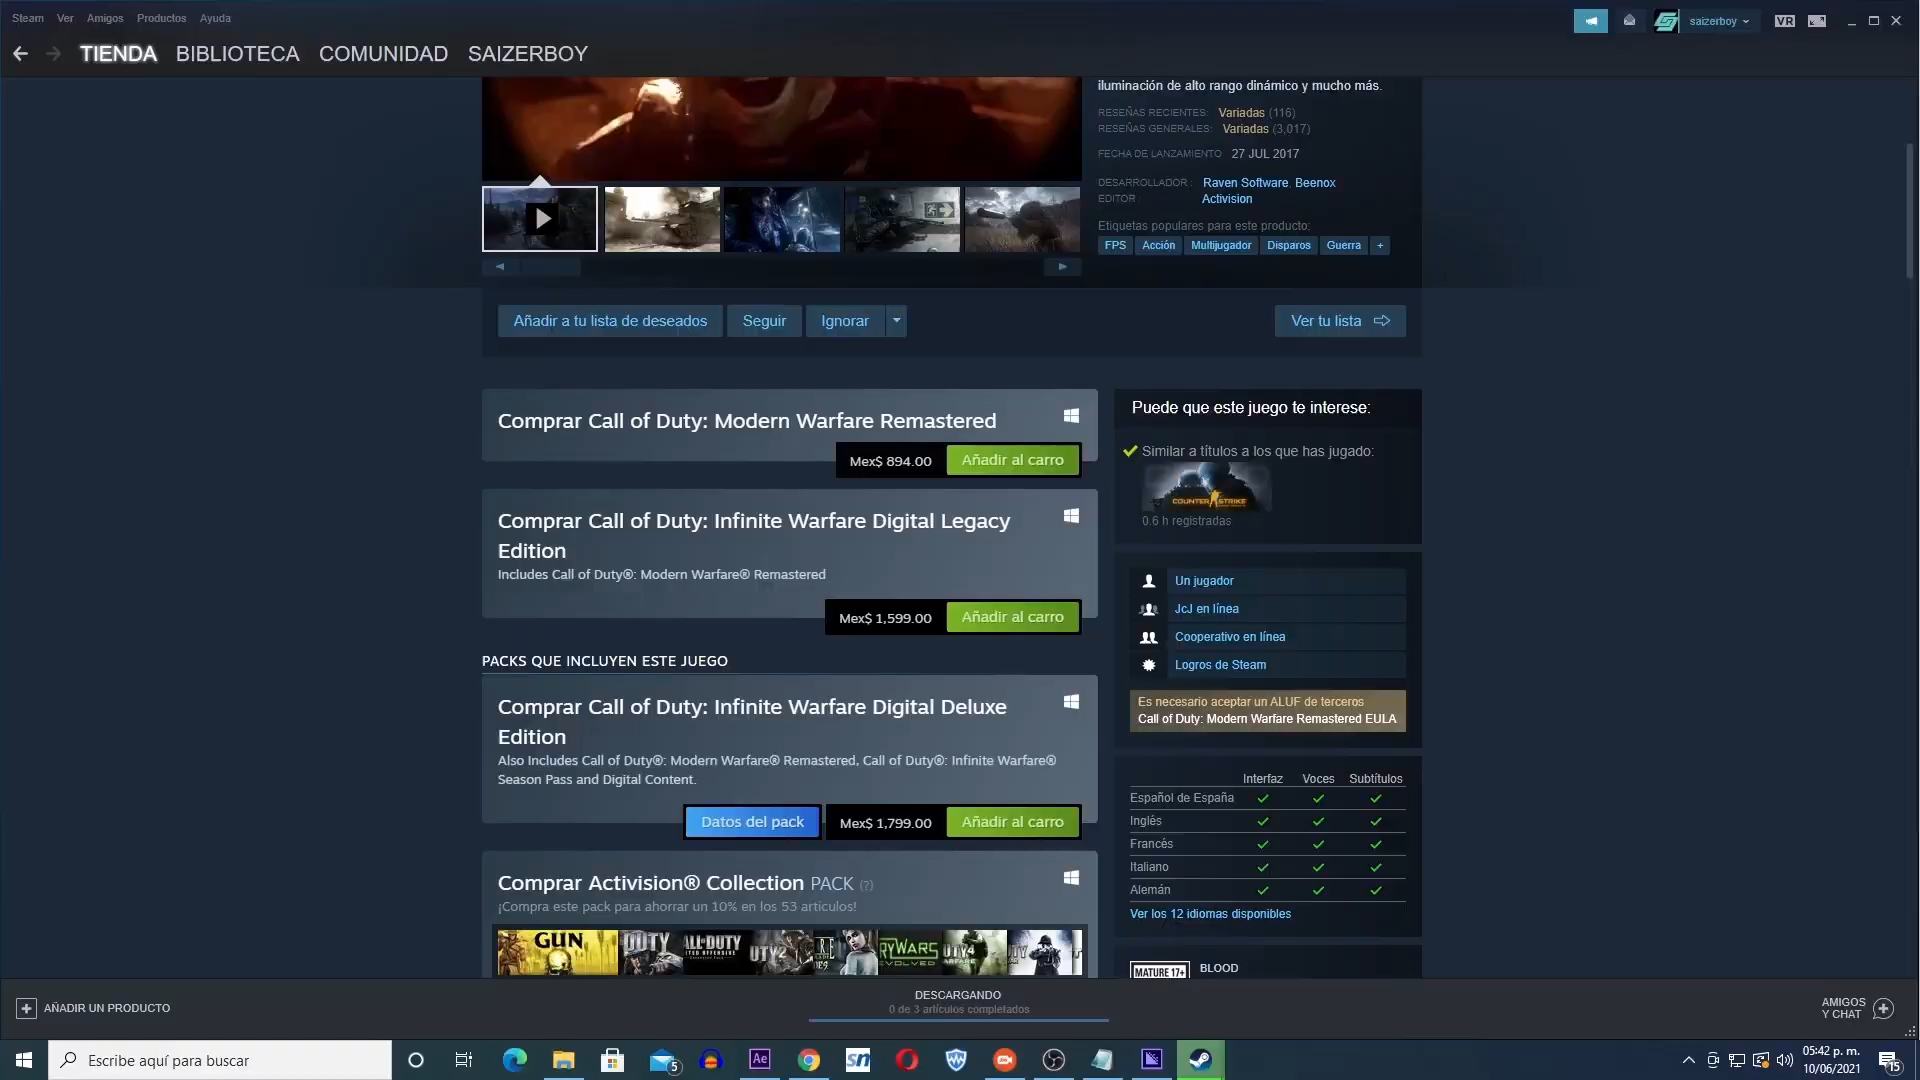 Steam Ver Amigos Productos Ayuda
saizerboy
VR
TIENDA BIBLIOTECA COMUNIDAD SAIZERBOY
iluminación de alto rango dinámico y mucho más.
RESEÑAS RECIENTES: Variadas (116)
RESEÑAS GENERALES: Variadas (3,017)
FECHA DE LANZAMIENTO 27 JUL 2017
DESARROLLADOR : Raven Software, Beenox
EDITOR : Activision
Etiquetas populares para este producto:
FPS Acción Multijugador Disparos Guerra +
Añadir a tu lista de deseados Seguir Ignorar
Ver tu lista
Comprar Call of Duty: Modern Warfare Remastered
Mex$ 894.00 Añadir al carro
Comprar Call of Duty: Infinite Warfare Digital Legacy
Edition
Includes Call of Duty®: Modern Warfare® Remastered
Mex$ 1,599.00 Añadir al carro
PACKS QUE INCLUYEN ESTE JUEGO
Comprar Call of Duty: Infinite Warfare Digital Deluxe
Edition
Also Includes Call of Duty®: Modern Warfare® Remastered, Call of Duty®: Infinite Warfare®
Season Pass and Digital Content.
Datos del pack Mex$ 1,799.00 Añadir al carro
Comprar Activision® Collection PACK (?)
¡Compra este pack para ahorrar un 10% en los 53 artículos!
GUN
Puede que este juego te interese:
Similar a títulos a los que has jugado:
COUNTER STRIKE
0.6 h registradas
Un jugador
JcJ en línea
Cooperativo en línea
Logros de Steam
Es necesario aceptar un ALUF de terceros
Call of Duty: Modern Warfare Remastered EULA
Interfaz Voces Subtítulos
Español de España
Inglés
Francés
Italiano
Alemán
Ver los 12 idiomas disponibles
MATURE 17+ BLOOD
AÑADIR UN PRODUCTO
DESCARGANDO
0 de 3 artículos completados
AMIGOS
Y CHAT
Escribe aquí para buscar
5
Ae
sn
05:42 p. m.
10/06/2021
15